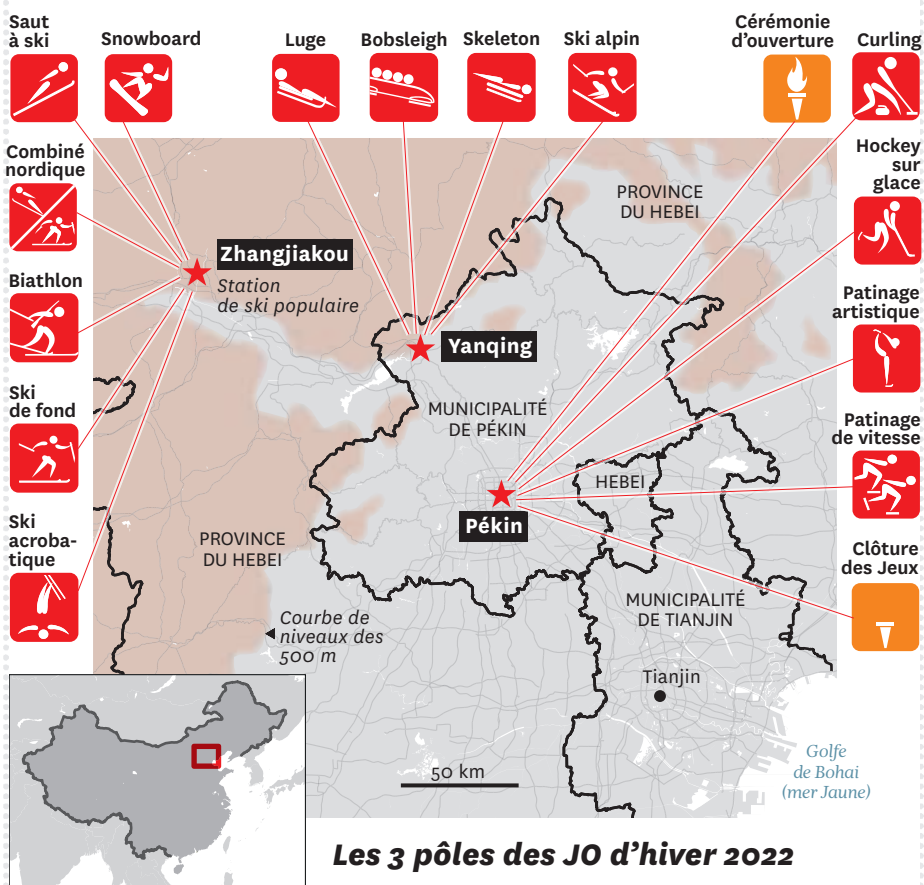 Saut
à ski
Snowboard
Luge
Bobsleigh
Skeleton
Ski alpin
Cérémonie
d’ouverture
Curling
Combiné
nordique
Hockey
sur
glace
PROVINCE
DU HEBEI
Zhangjiakou
Station
de ski populaire
Biathlon
Patinage
artistique
Yanqing
Ski
de fond
MUNICIPALITÉ
DE PÉKIN
Patinage
de vitesse
HEBEI
Pékin
Ski
acroba-
tique
PROVINCE
DU HEBEI
Clôture
des Jeux
MUNICIPALITÉ
DE TIANJIN
Courbe de
niveaux des
500 m
Tianjin
50 km
Golfe
de Bohai
(mer Jaune)
Les 3 pôles des JO d’hiver 2022